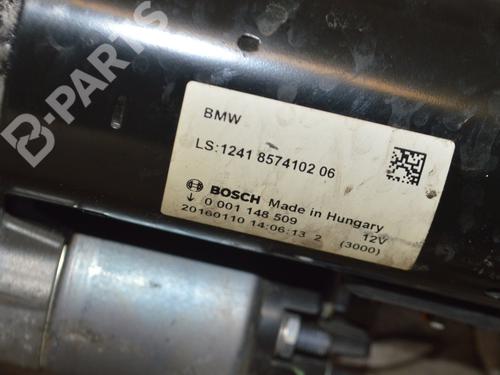 B-PARTS
BMW
LS:1241 8574102 06
BOSCH Made in Hungary
0 001 148 509
20160110 14:06:13 2 12V
(3000)